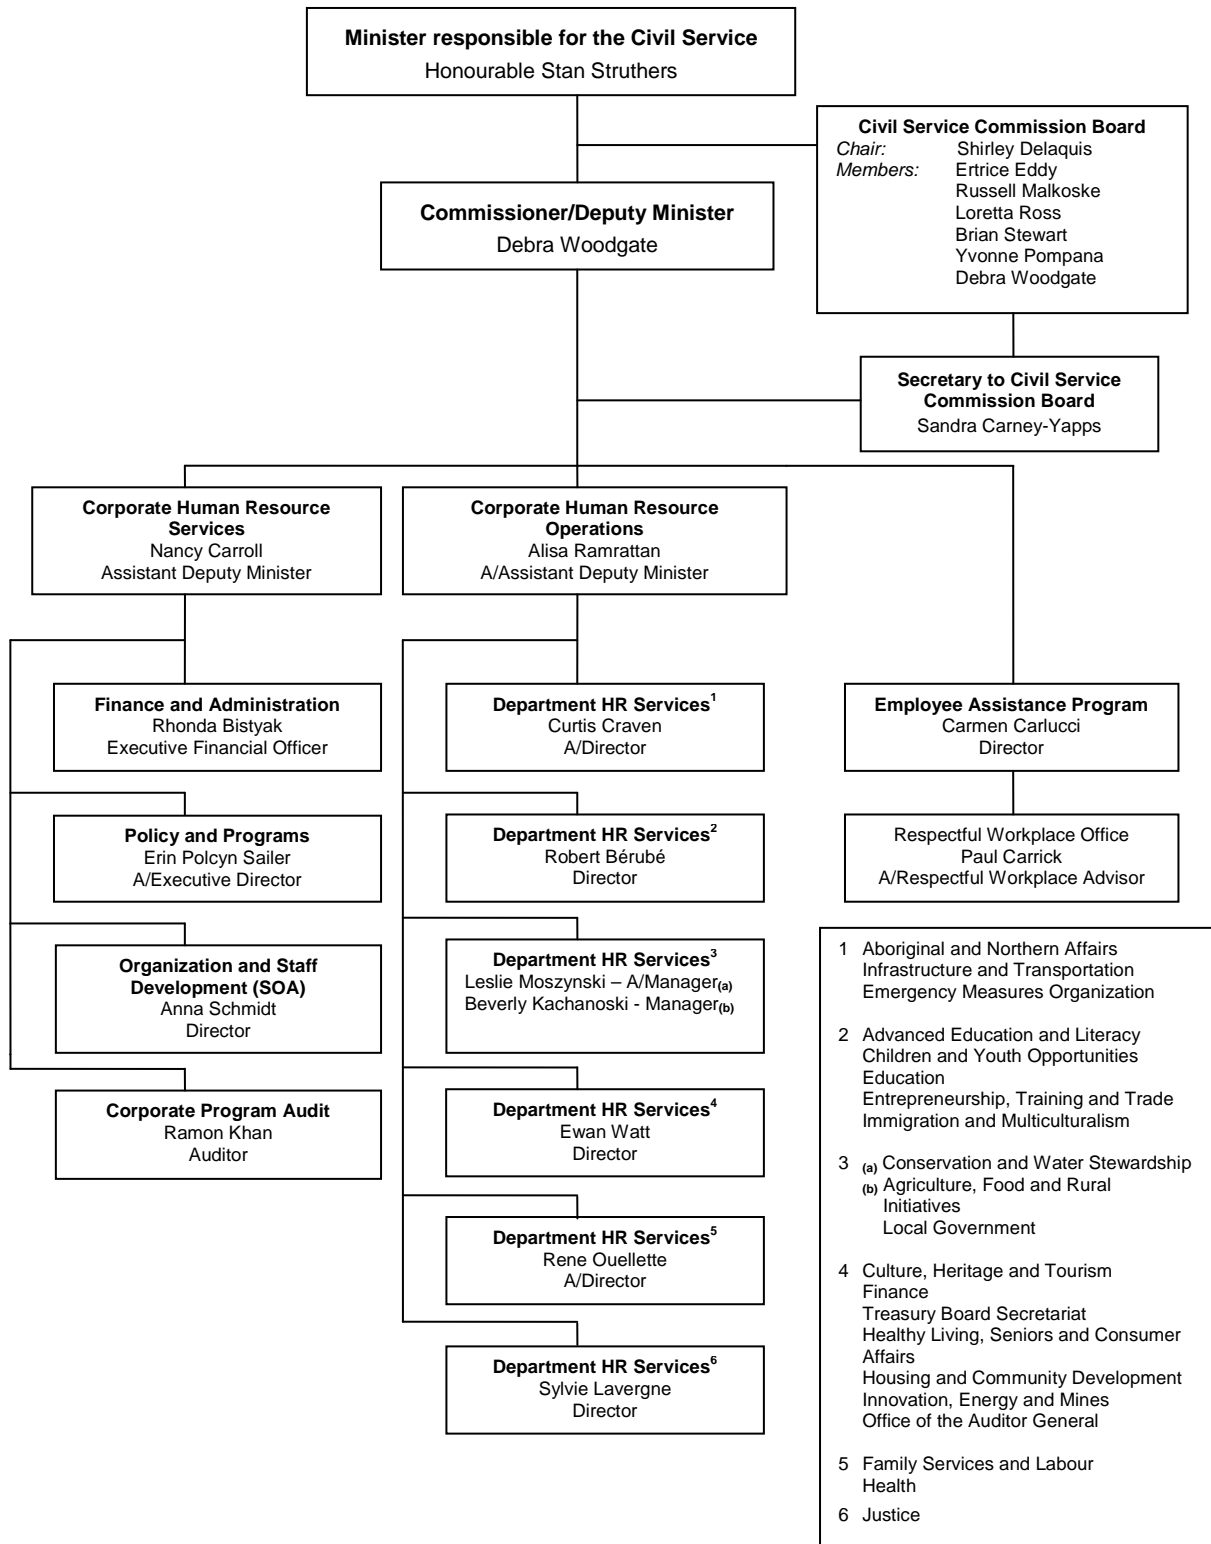 Minister responsible for the Civil Service
Honourable Stan Struthers
Civil Service Commission Board
Chair: Shirley Delaquis
Members: Ertrice Eddy
Russell Malkoske
Loretta Ross
Brian Stewart
Yvonne Pompana
Debra Woodgate
Commissioner/Deputy Minister
Debra Woodgate
Secretary to Civil Service
Commission Board
Sandra Carney-Yapps
Corporate Human Resource
Services
Nancy Carroll
Assistant Deputy Minister
Corporate Human Resource
Operations
Alisa Ramrattan
A/Assistant Deputy Minister
Finance and Administration
Rhonda Bistyak
Executive Financial Officer
Policy and Programs
Erin Polcyn Sailer
A/Executive Director
Organization and Staff
Development (SOA)
Anna Schmidt
Director
Corporate Program Audit
Ramon Khan
Auditor
Department HR Services1
Curtis Craven
A/Director
Department HR Services2
Robert Bérubé
Director
Department HR Services3
Leslie Moszynski – A/Manager(a)
Beverly Kachanoski - Manager(b)
Department HR Services4
Ewan Watt
Director
Department HR Services5
Rene Ouellette
A/Director
Department HR Services6
Sylvie Lavergne
Director
Employee Assistance Program
Carmen Carlucci
Director
Respectful Workplace Office
Paul Carrick
A/Respectful Workplace Advisor
1 Aboriginal and Northern Affairs
Infrastructure and Transportation
Emergency Measures Organization
2 Advanced Education and Literacy
Children and Youth Opportunities
Education
Entrepreneurship, Training and Trade
Immigration and Multiculturalism
3 (a) Conservation and Water Stewardship
(b) Agriculture, Food and Rural
Initiatives
Local Government
4 Culture, Heritage and Tourism
Finance
Treasury Board Secretariat
Healthy Living, Seniors and Consumer
Affairs
Housing and Community Development
Innovation, Energy and Mines
Office of the Auditor General
5 Family Services and Labour
Health
6 Justice